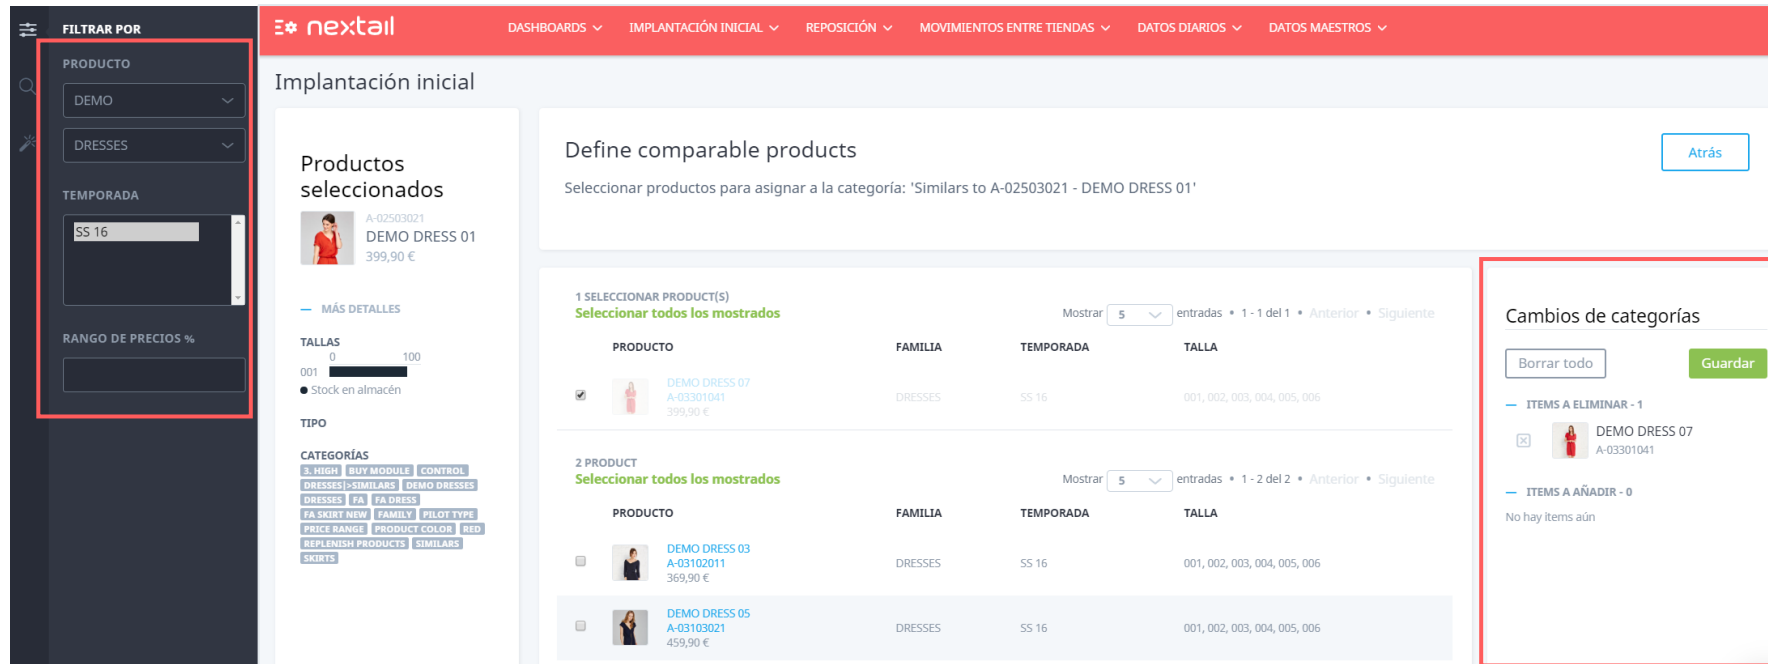 FILTRAR POR
PRODUCTO
DEMO
DRESSES
TEMPORADA
SS 16
RANGO DE PRECIOS %
nextail
DASHBOARDS
IMPLANTACIÓN INICIAL
REPOSICIÓN
MOVIMIENTOS ENTRE TIENDAS
DATOS DIARIOS
DATOS MAESTROS
Implantación inicial
Productos
seleccionados
A-02503021
DEMO DRESS 01
399,90 €
MÁS DETALLES
TALLAS
0 100
001
Stock en almacén
TIPO
CATEGORÍAS
3. HIGH BUY MODULE CONTROL
DRESSES|>SIMILARS DEMO DRESSES
DRESSES FA FA DRESS
FA SKIRT NEW FAMILY PILOT TYPE
PRICE RANGE PRODUCT COLOR RED
REPLENISH PRODUCTS SIMILARS
SKIRTS
Define comparable products
Atrás
Seleccionar productos para asignar a la categoría: 'Similars to A-02503021 - DEMO DRESS 01'
1 SELECCIONAR PRODUCT(S)
Seleccionar todos los mostrados
Mostrar 5 entradas • 1 - 1 del 1 • Anterior • Siguiente
PRODUCTO FAMILIA TEMPORADA TALLA
DEMO DRESS 07
A-03301041 DRESSES SS 16 001, 002, 003, 004, 005, 006
399,90 €
2 PRODUCT
Seleccionar todos los mostrados
Mostrar 5 entradas • 1 - 2 del 2 • Anterior • Siguiente
PRODUCTO FAMILIA TEMPORADA TALLA
DEMO DRESS 03
A-03102011 DRESSES SS 16 001, 002, 003, 004, 005, 006
369,90 €
DEMO DRESS 05
A-03103021 DRESSES SS 16 001, 002, 003, 004, 005, 006
459,90 €
Cambios de categorías
Borrar todo Guardar
ITEMS A ELIMINAR - 1
DEMO DRESS 07
A-03301041
ITEMS A AÑADIR - 0
No hay items aún